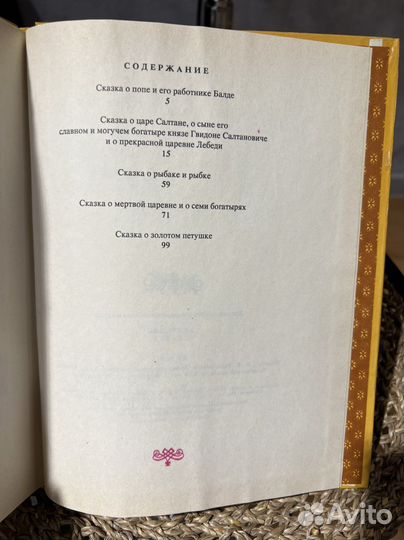 СОДЕРЖАНИЕ
Сказка о попе и его работнике Балде
5
Сказка о царе Салтане, о сыне его
славном и могучем богатыре князе Гвидоне Салтановиче
и о прекрасной царевне Лебеди
15
Сказка о рыбаке и рыбке
59
Сказка о мертвой царевне и о семи богатырях
71
Сказка о золотом петушке
99
Avito